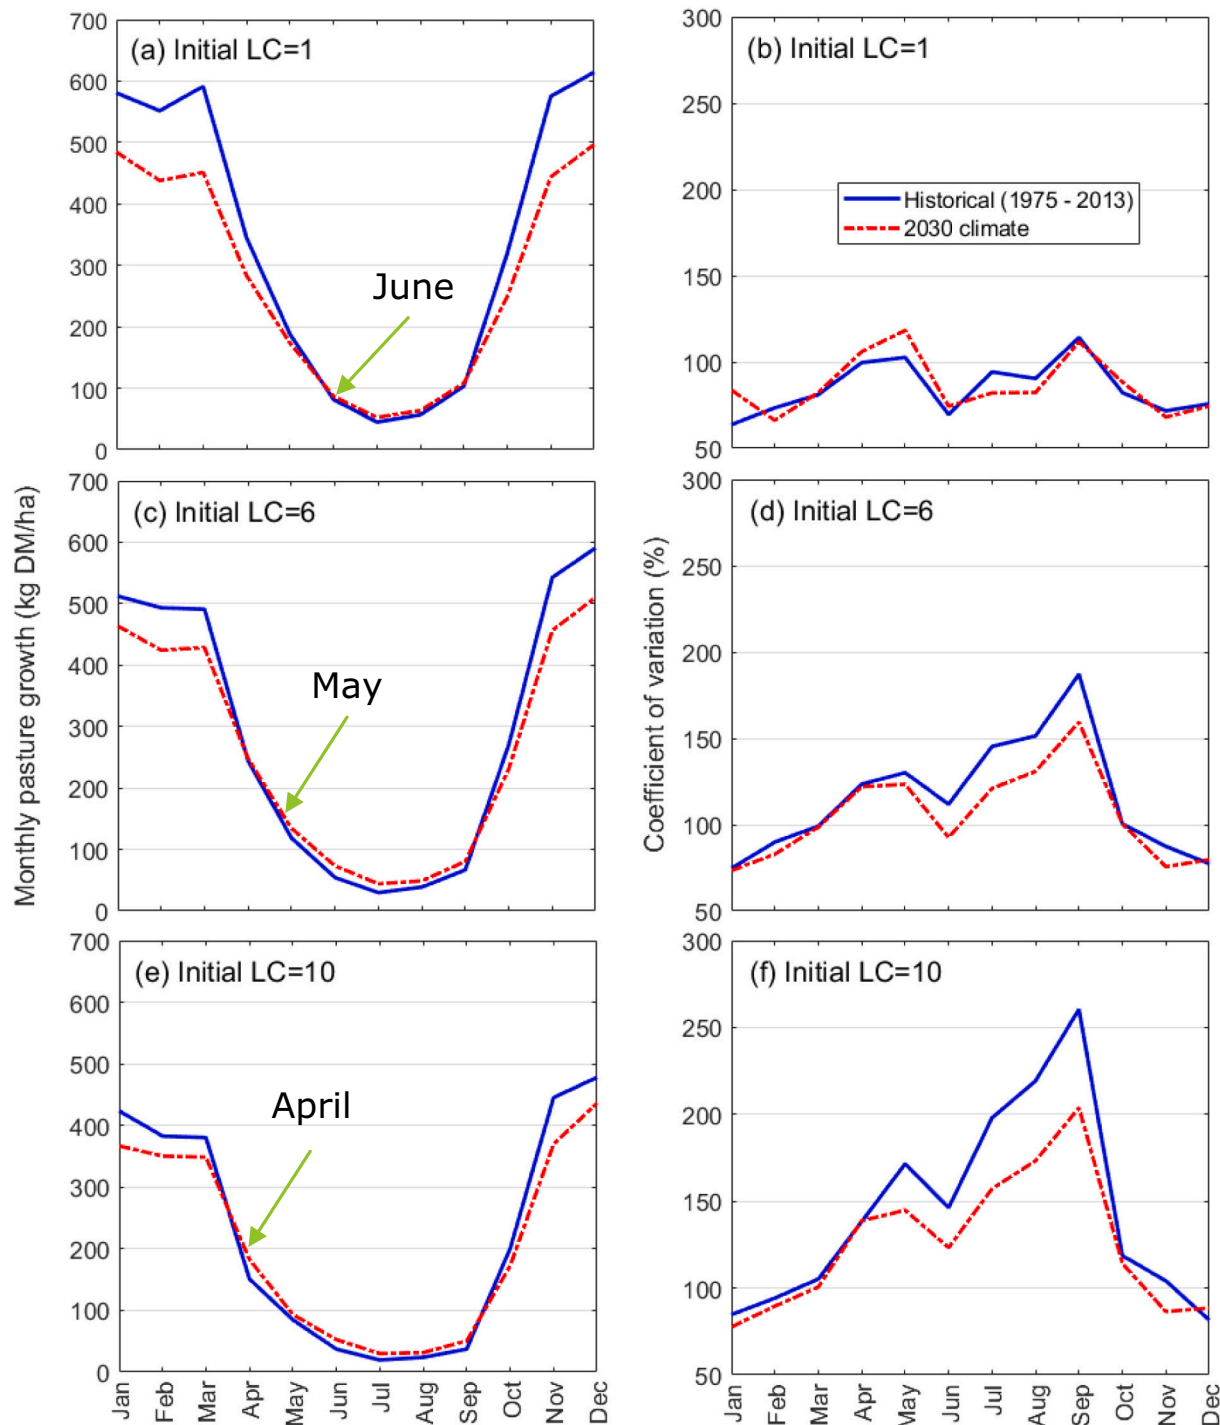 Monthly pasture growth (kg DM/ha)
700
600
500
400
300
200
100
0
(a) Initial LC=1
June
300
250
200
150
100
50
(b) Initial LC=1
Historical (1975 - 2013)
2030 climate
700
600
500
400
300
200
100
0
(c) Initial LC=6
May
Coefficient of variation (%)
300
250
200
150
100
50
(d) Initial LC=6
700
600
500
400
300
200
100
0
(e) Initial LC=10
April
Jan
Feb
Mar
Apr
May
Jun
Jul
Aug
Sep
Oct
Nov
Dec
300
250
200
150
100
50
(f) Initial LC=10
Jan
Feb
Mar
Apr
May
Jun
Jul
Aug
Sep
Oct
Nov
Dec